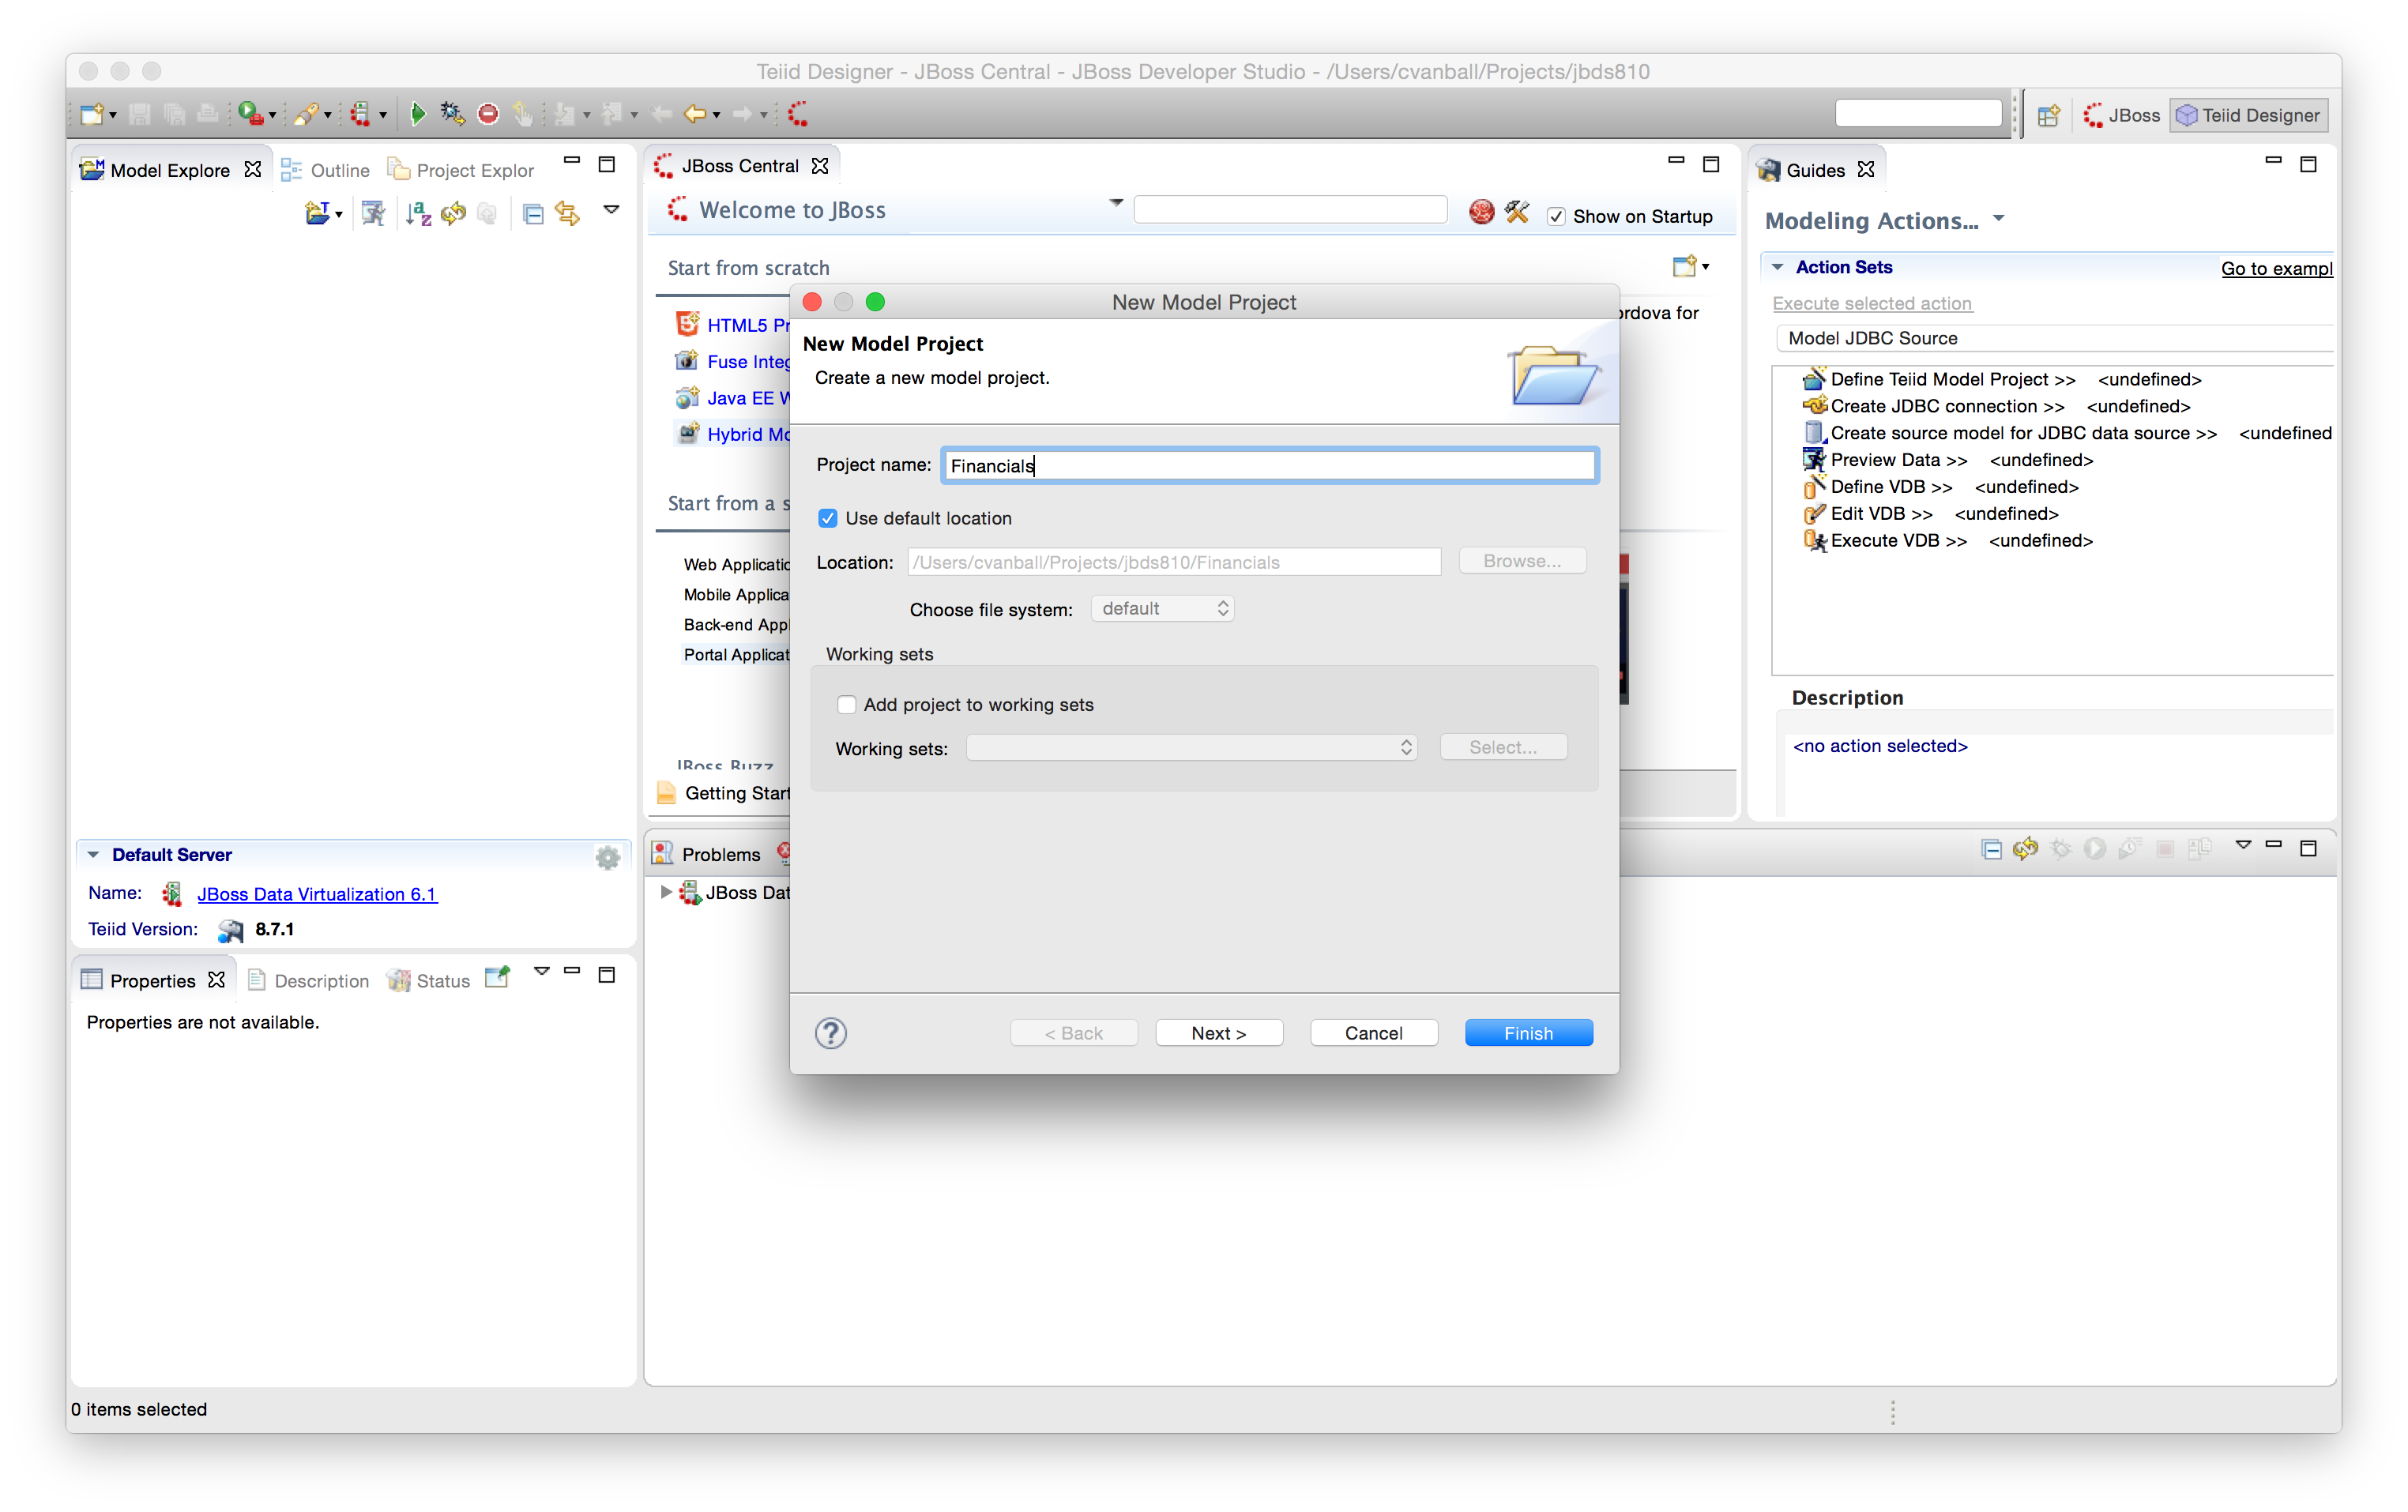 Teiid Designer - JBoss Central - JBoss Developer Studio - /Users/cvanball/Projects/jbds810
JBoss
Teiid Designer
Model Explore
Outline
Project Explor
Default Server
Name: JBoss Data Virtualization 6.1
Teiid Version: 8.7.1
Properties
Description
Status
Properties are not available.
0 items selected
JBoss Central
Welcome to JBoss
Show on Startup
Start from scratch
HTML5 Pr
Fuse Integ
Java EE W
Hybrid Mo
ordova for
Start from a s
Web Applicatio
Mobile Applica
Back-end Appl
Portal Applicat
JBoss Buzz
Getting Start
Problems
JBoss Dat
New Model Project
New Model Project
Create a new model project.
Project name: Financials
Use default location
Location: /Users/cvanball/Projects/jbds810/Financials Browse...
Choose file system: default
Working sets
Add project to working sets
Working sets: Select...
? < Back Next > Cancel Finish
Guides
Modeling Actions...
Action Sets Go to exampl
Execute selected action
Model JDBC Source
Define Teiid Model Project >> <undefined>
Create JDBC connection >> <undefined>
Create source model for JDBC data source >> <undefined
Preview Data >> <undefined>
Define VDB >> <undefined>
Edit VDB >> <undefined>
Execute VDB >> <undefined>
Description
<no action selected>